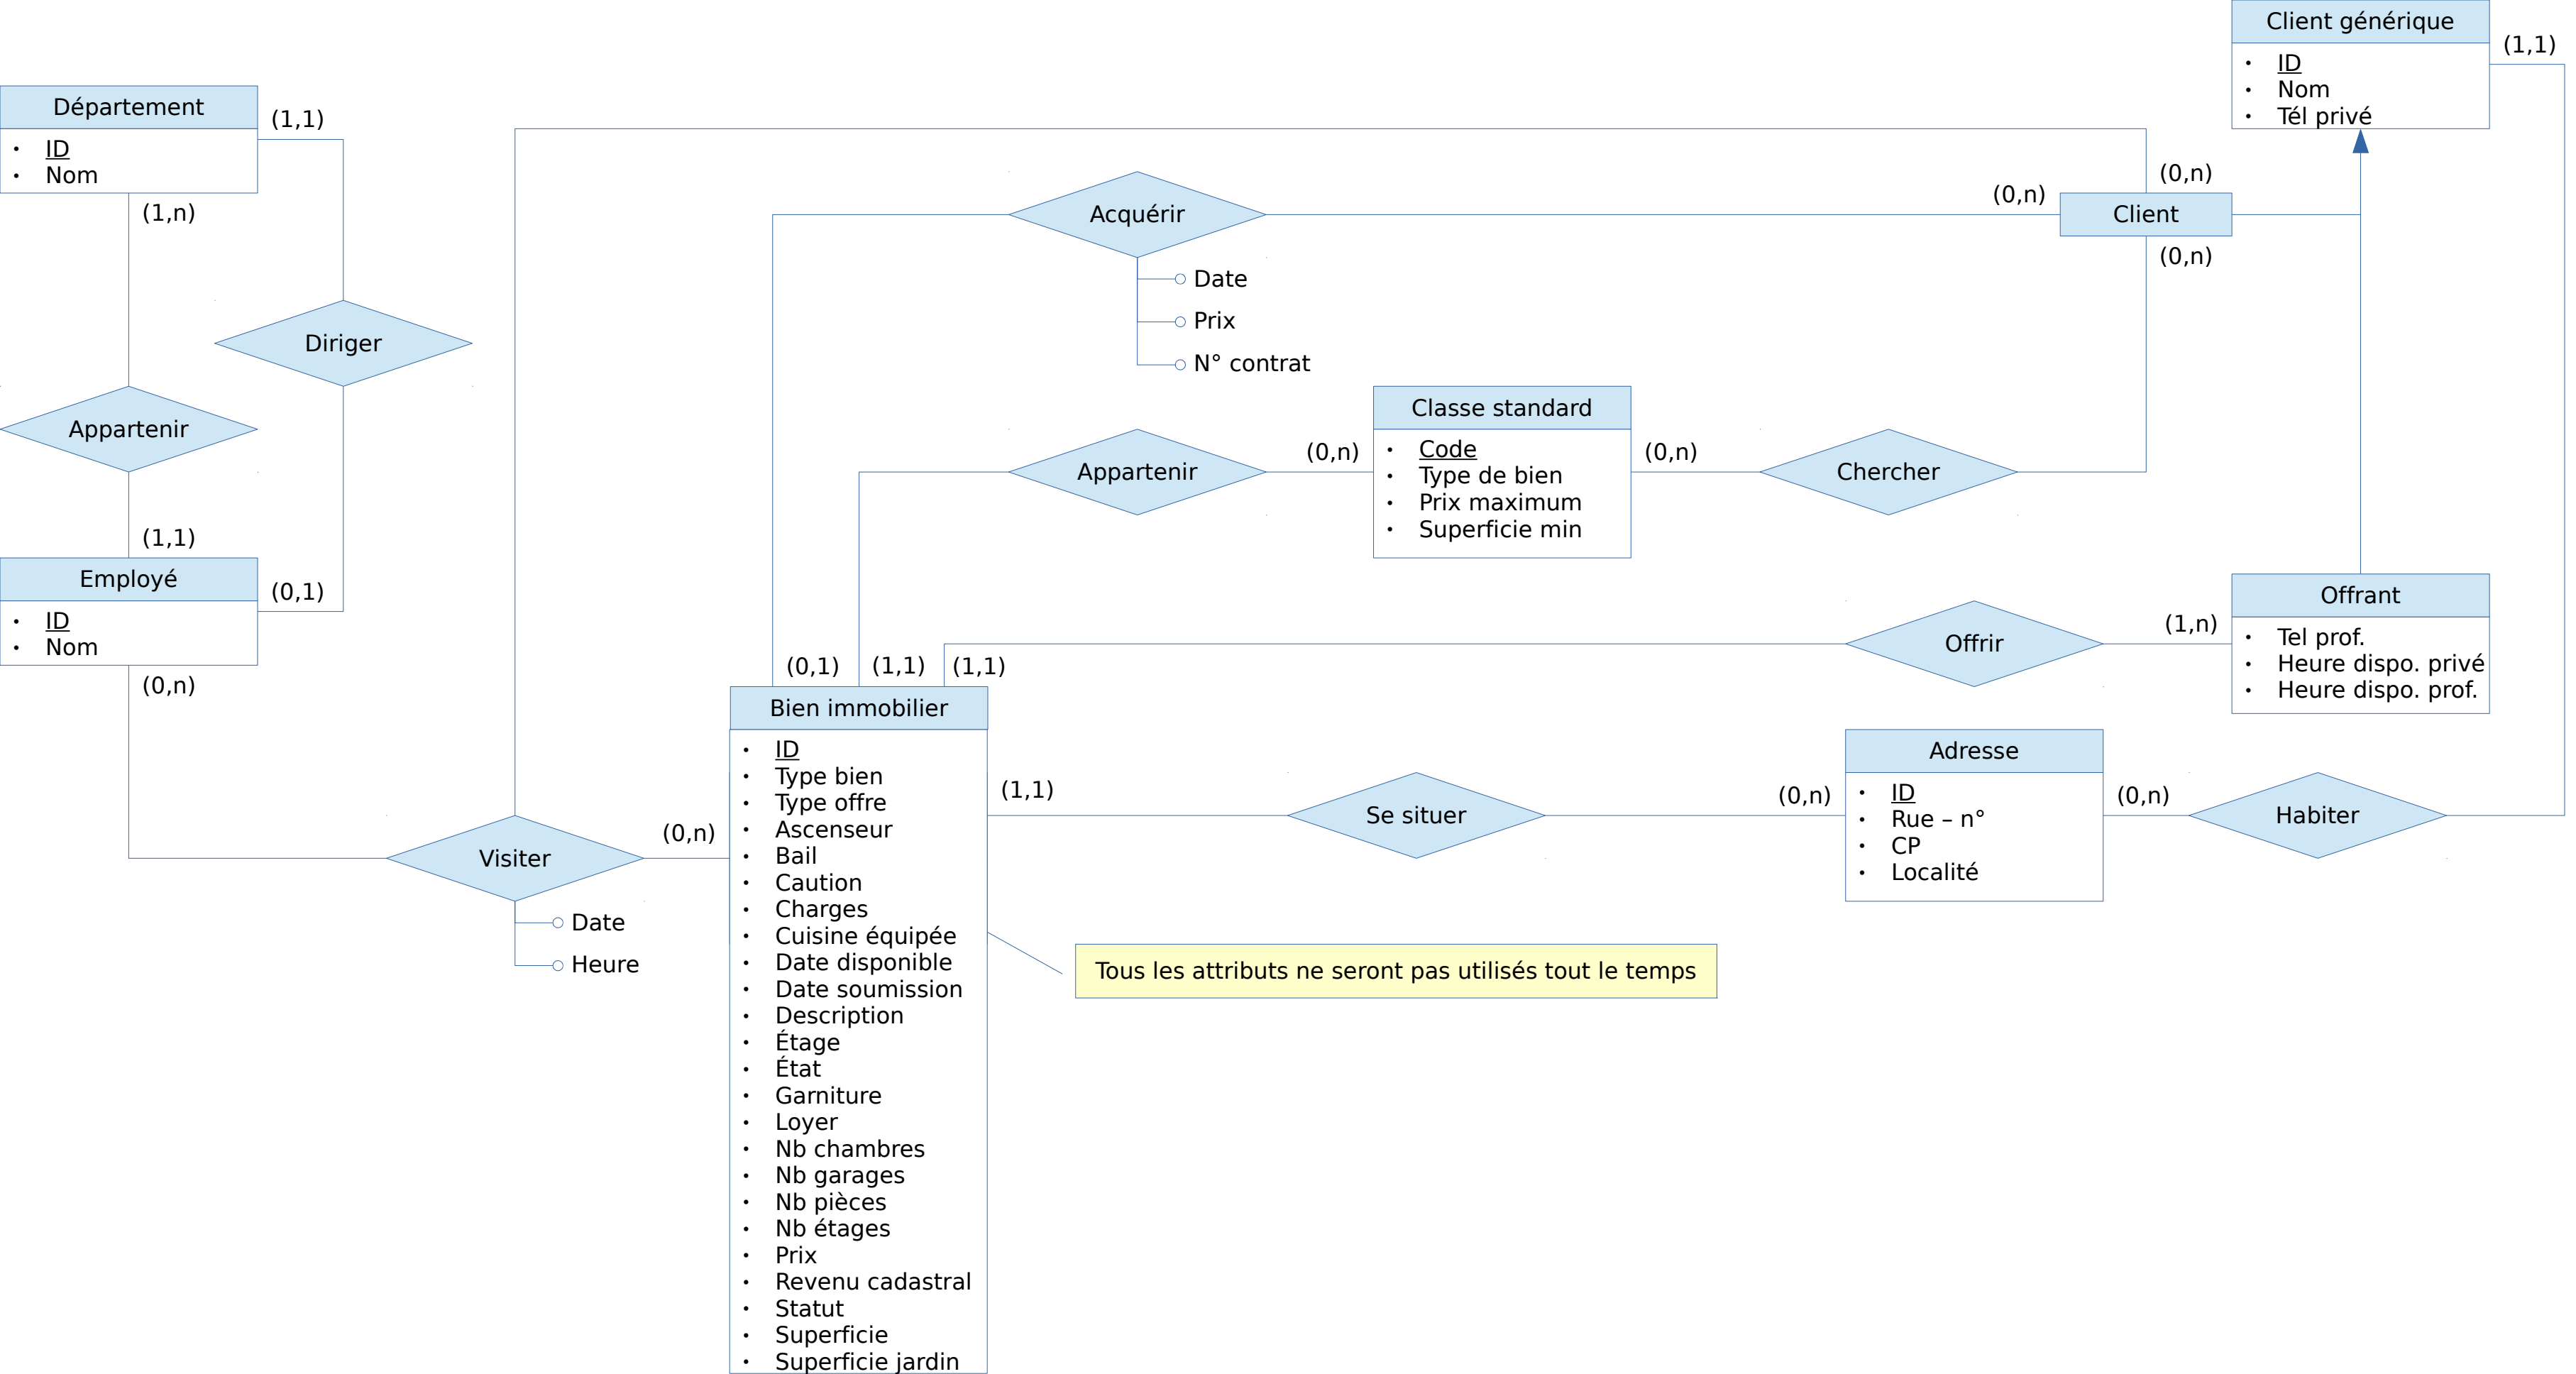 Client générique
(1,1)
ID
Nom
Tél privé
Département
(1,1)
ID
Nom
(1,n)
Acquérir
(0,n)
(0,n)
Client
(0,n)
Date
Prix
N° contrat
Diriger
Appartenir
Appartenir
(0,n)
Classe standard
Code
Type de bien
Prix maximum
Superficie min
(0,n)
Chercher
(1,1)
Employé
(0,1)
ID
Nom
(0,n)
Offrir
(1,n)
Offrant
Tel prof.
Heure dispo. privé
Heure dispo. prof.
(0,1)
(1,1)
(1,1)
Bien immobilier
ID
Type bien
Type offre
Ascenseur
Bail
Caution
Charges
Cuisine équipée
Date disponible
Date soumission
Description
Étage
État
Garniture
Loyer
Nb chambres
Nb garages
Nb pièces
Nb étages
Prix
Revenu cadastral
Statut
Superficie
Superficie jardin
(1,1)
Se situer
(0,n)
Adresse
ID
Rue – n°
CP
Localité
(0,n)
Habiter
Visiter
(0,n)
Date
Heure
Tous les attributs ne seront pas utilisés tout le temps